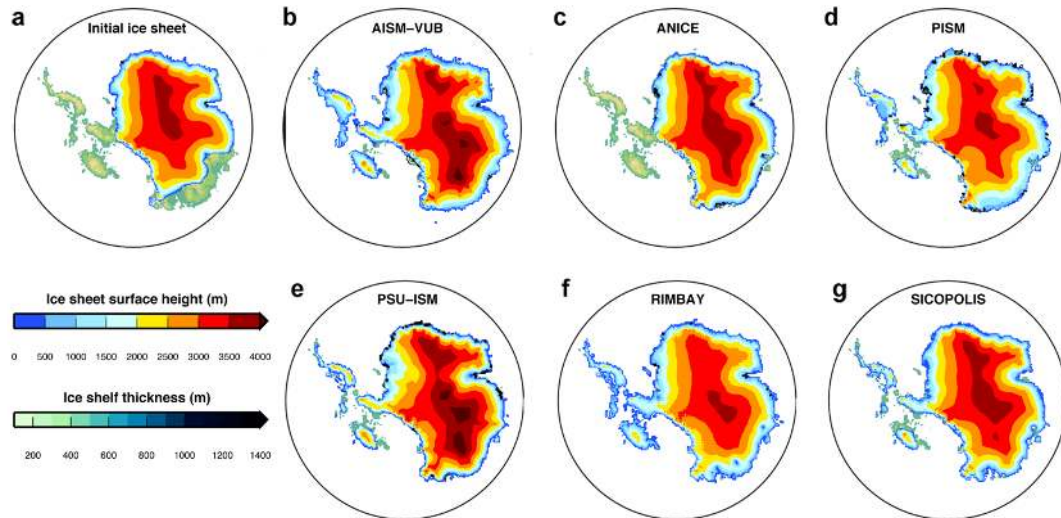 a
Initial ice sheet
b
AISM-VUB
c
ANICE
d
PISM
Ice sheet surface height (m)
0 500 1000 1500 2000 2500 3000 3500 4000
Ice shelf thickness (m)
200 400 600 800 1000 1200 1400
e
PSU-ISM
f
RIMBAY
g
SICOPOLIS